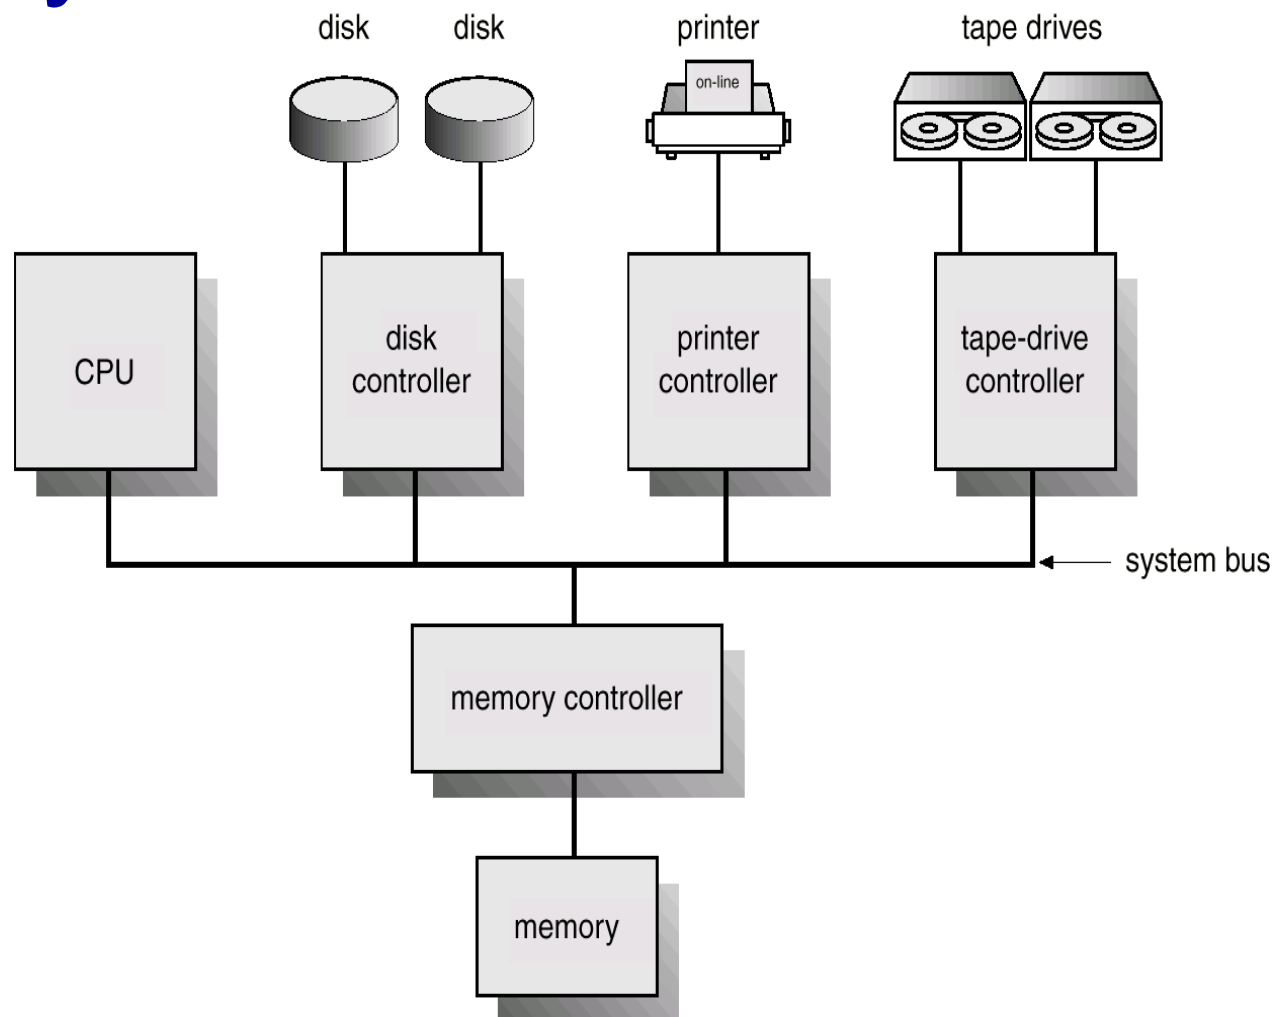 disk disk printer tape drives
on-line
CPU
disk
controller
printer
controller
tape-drive
controller
system bus
memory controller
memory